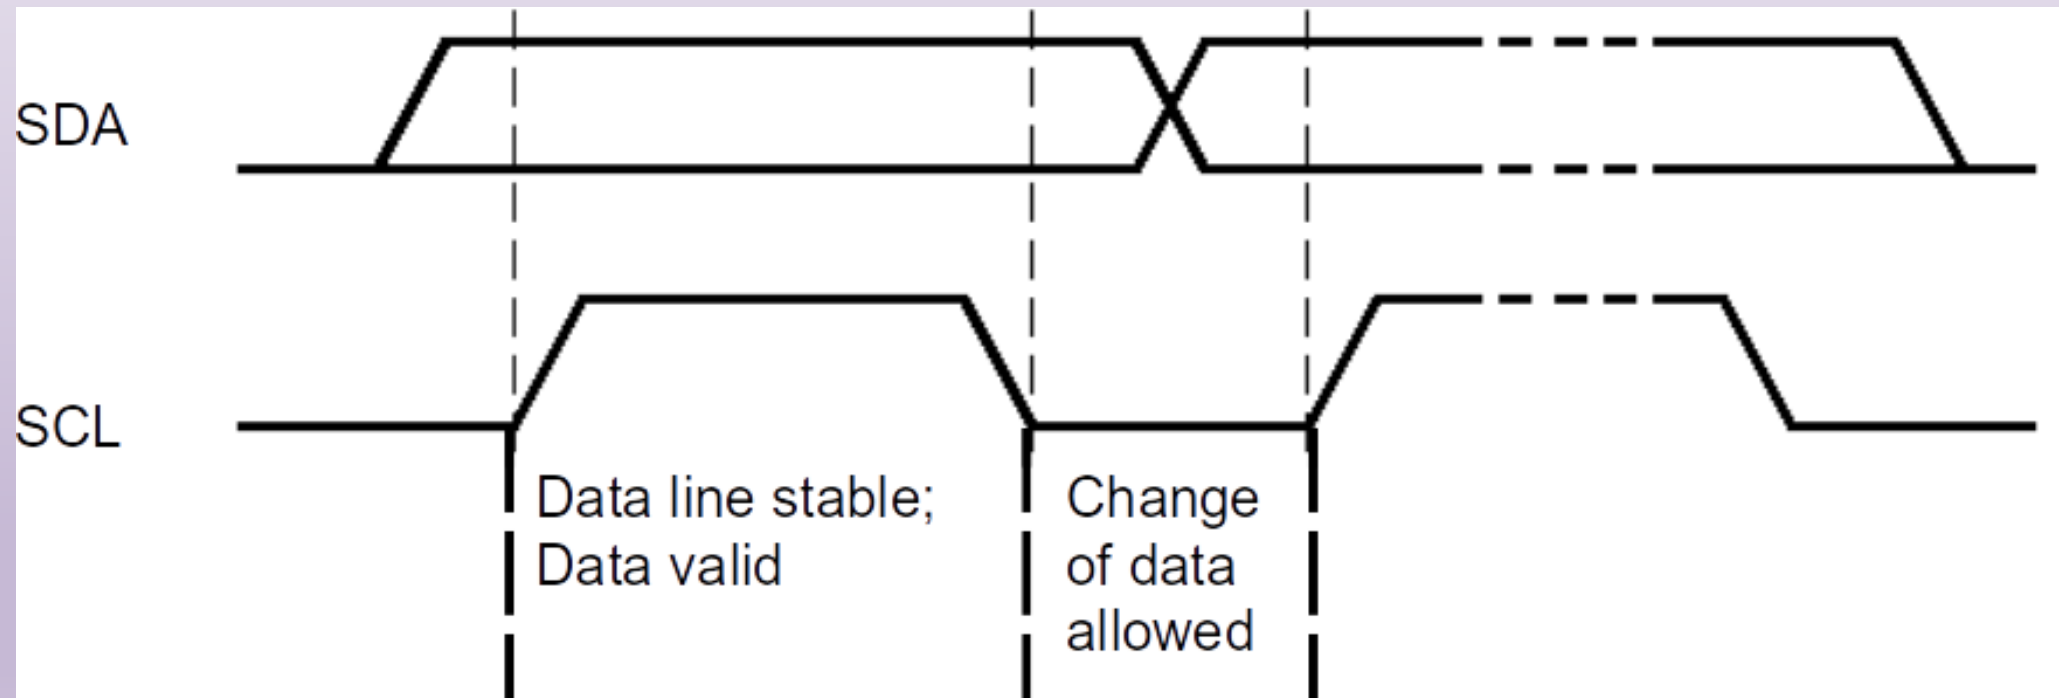 SDA
SCL
Data line stable;
Data valid
Change
of data
allowed